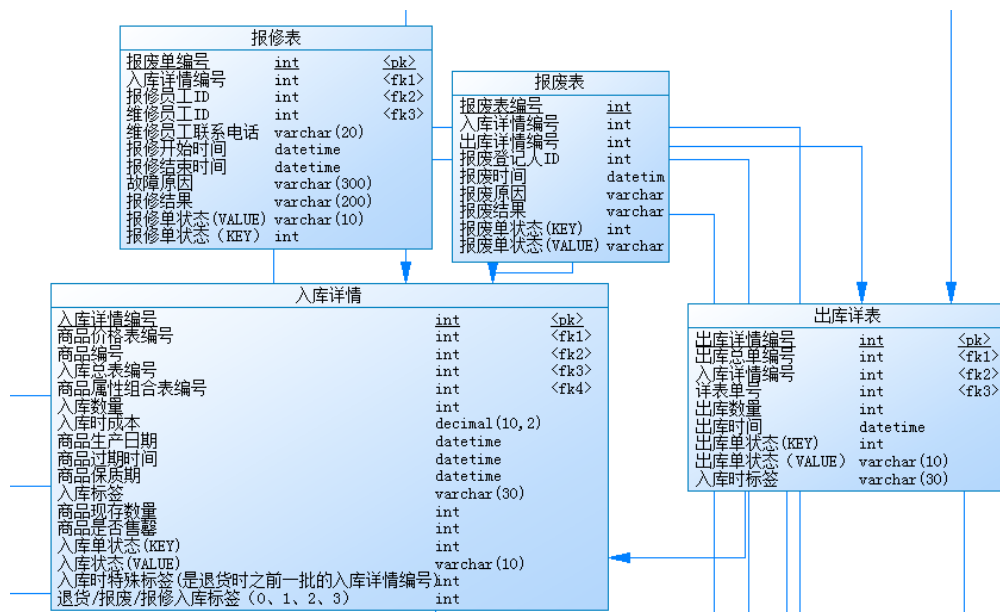 报修表
报废单编号 int <pk>
入库详情编号 int <fk1>
报修员工ID int <fk2>
维修员工ID int <fk3>
维修员工联系电话 varchar(20)
报修开始时间 datetime
报修结束时间 datetime
故障原因 varchar(300)
报修结果 varchar(200)
报修单状态(VALUE) varchar(10)
报修单状态（KEY) int
报废表
报废表编号 int
入库详情编号 int
出库详情编号 int
报废登记人ID int
报废时间 datetim
报废原因 varchar
报废结果 varchar
报废单状态(KEY) int
报废单状态(VALUE) varchar
入库详情
入库详情编号 int <pk>
商品价格表编号 int <fk1>
商品编号 int <fk2>
入库总表编号 int <fk3>
商品属性组合表编号 int <fk4>
入库数量 int
入库时成本 decimal(10,2)
商品生产日期 datetime
商品过期时间 datetime
商品保质期 datetime
入库标签 varchar(30)
商品现存数量 int
商品是否售罄 int
入库单状态(KEY) int
入库状态(VALUE) varchar(10)
入库时特殊标签(是退货时之前一批的入库详情编号) int
退货/报废/报修入库标签（0、1、2、3） int
出库详表
出库详情编号 int <pk>
出库总单编号 int <fk1>
入库详情编号 int <fk2>
详表单号 int <fk3>
出库数量 int
出库时间 datetime
出库单状态(KEY) int
出库单状态（VALUE) varchar(10)
入库时标签 varchar(30)